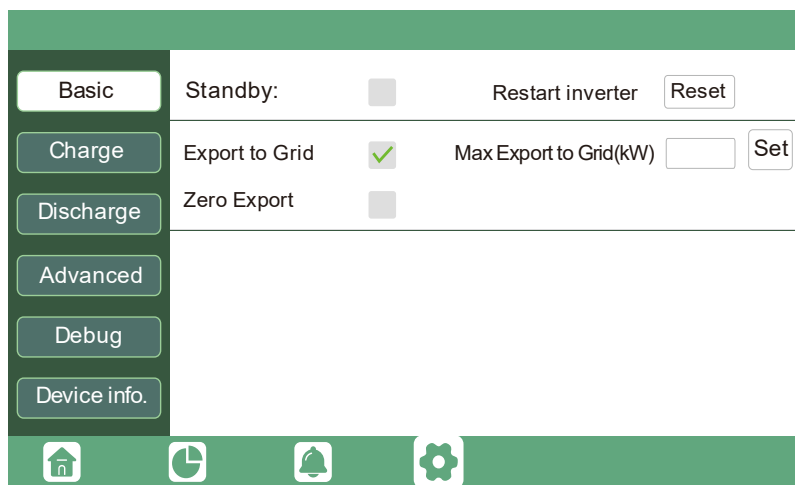 Basic
Standby:
Restart inverter
Reset
Charge
Export to Grid
Max Export to Grid(kW)
Set
Discharge
Zero Export
Advanced
Debug
Device info.